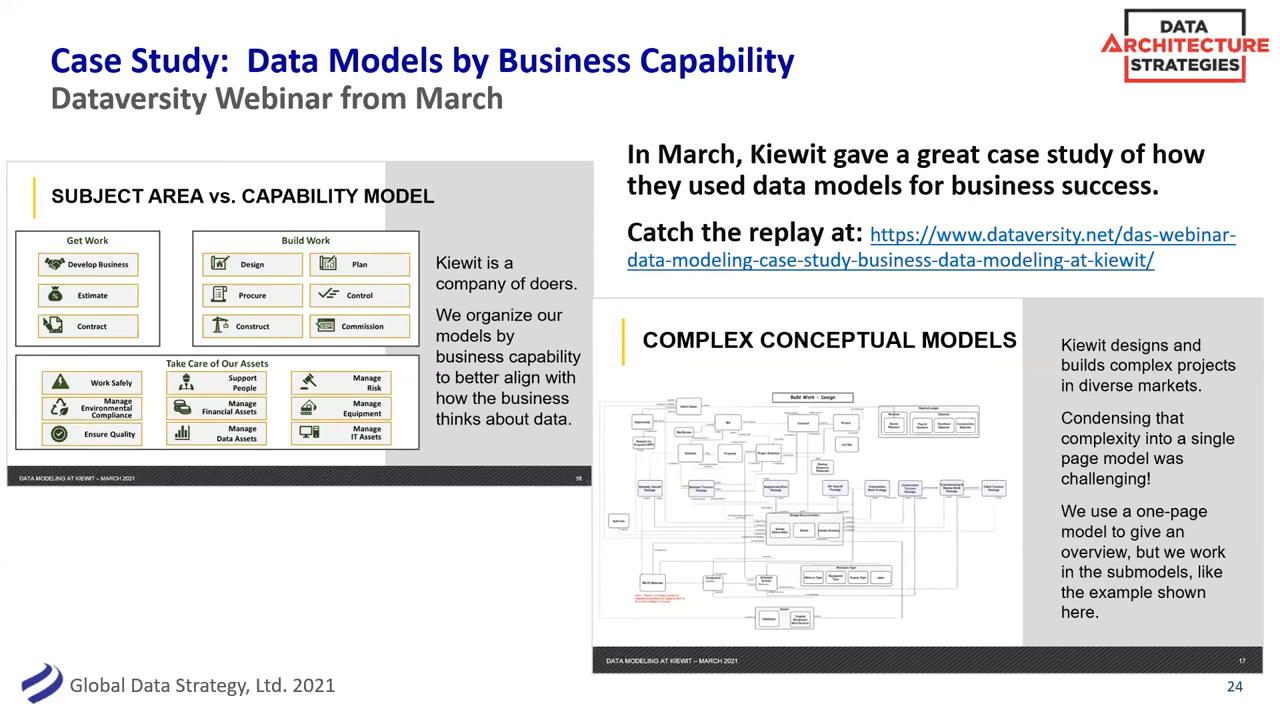 Case Study: Data Models by Business Capability
Dataversity Webinar from March
DATA
ARCHITECTURE
STRATEGIES
SUBJECT AREA vs. CAPABILITY MODEL
Get Work
Develop Business
Estimate
Contract
Build Work
Design
Plan
Procure
Control
Construct
Commission
Take Care of Our Assets
Work Safely
Support
People
Manage
Risk
Manage
Environmental
Compliance
Manage
Financial Assets
Manage
Equipment
Ensure Quality
Manage
Data Assets
Manage
IT Assets
Kiewit is a
company of doers.
We organize our
models by
business capability
to better align with
how the business
thinks about data.
DATA MODELING AT KIEWIT – MARCH 2021
16
In March, Kiewit gave a great case study of how
they used data models for business success.
Catch the replay at: https://www.dataversity.net/das-webinar-
data-modeling-case-study-business-data-modeling-at-kiewit/
COMPLEX CONCEPTUAL MODELS
Build Work - Design
Contract
Project
Proposal
Kiewit designs and
builds complex projects
in diverse markets.
Condensing that
complexity into a single
page model was
challenging!
We use a one-page
model to give an
overview, but we work
in the submodels, like
the example shown
here.
DATA MODELING AT KIEWIT – MARCH 2021
17
Global Data Strategy, Ltd. 2021
24